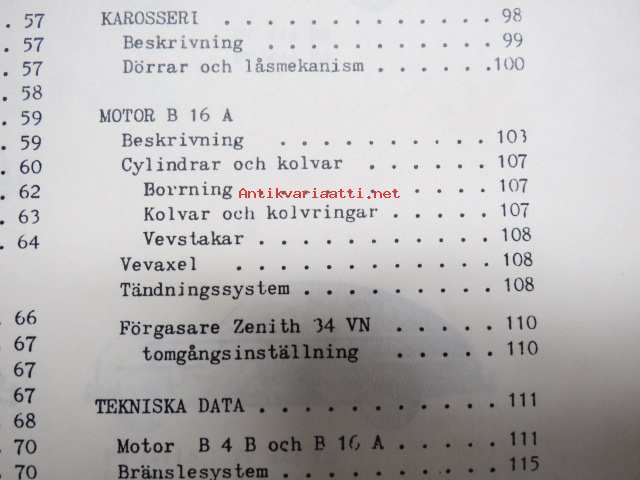 . 57
. 57
. 57
. 58
. 59
. 59
. 60
. 62
. 63
. 64
. 66
. 67
. 67
. 67
. 68
. 70
. 70
KAROSSERI . . . . . . . . . . . . . 98
Beskrivning . . . . . . . . . . . 99
Dörrar och låsmekanism . . . . . .100
MOTOR B 16 A
Beskrivning . . . . . . . . . . 103
Cylindrar och kolvar . . . . . . . 107
Borrning . . . . . . . . . . . 107
Antikvariaatti.net
Kolvar och kolvringar . . . . . 107
Vevstakar . . . . . . . . . . . 108
Vevaxel . . . . . . . . . . . . 108
Tändningssystem . . . . . . . . . 108
Förgasare Zenith 34 VN . . . . . 110
tomgångsinställning . . . . . 110
TEKNISKA DATA . . . . . . . . . . . 111
Motor B 4 B och B 16 A . . . . . . 111
Bränslesystem . . . . . . . . . . 115